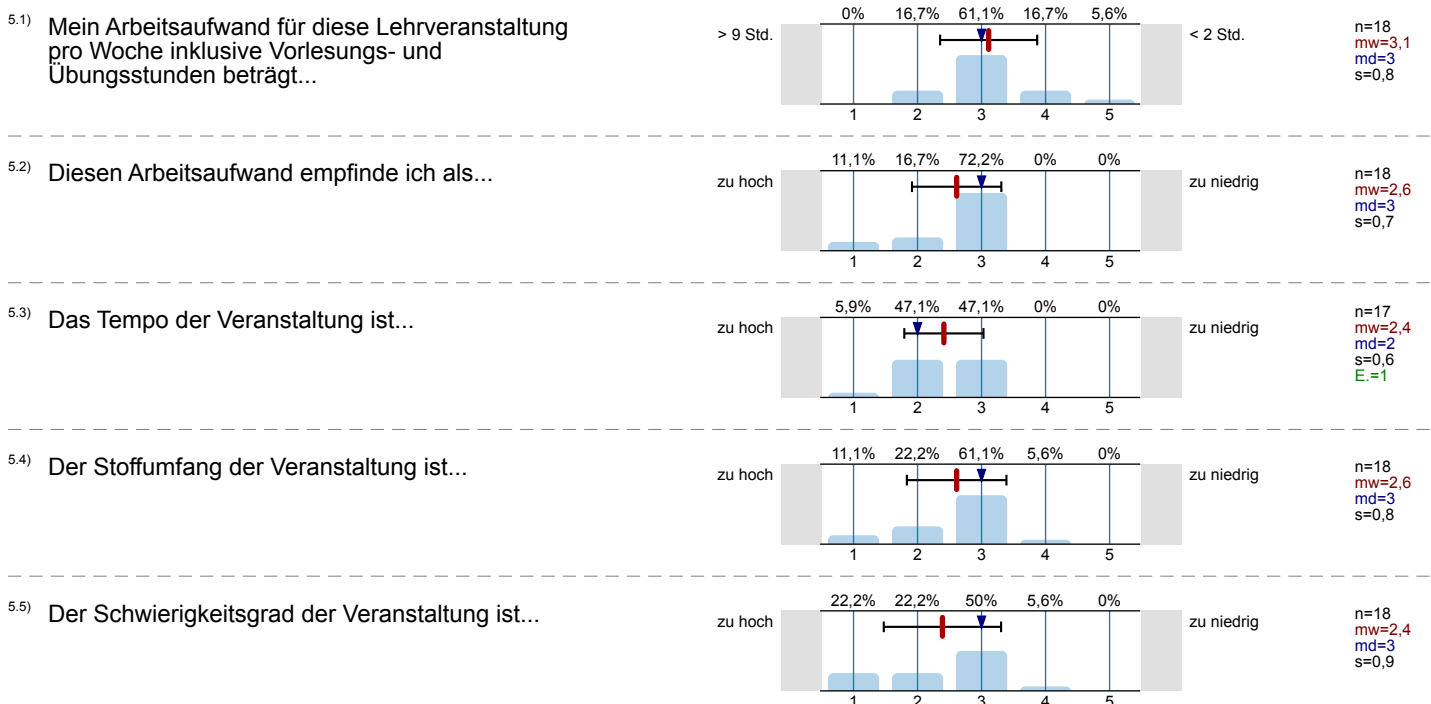 5.1) Mein Arbeitsaufwand für diese Lehrveranstaltung
pro Woche inklusive Vorlesungs- und
Übungsstunden beträgt...
0% 16,7% 61,1% 16,7% 5,6%
> 9 Std. < 2 Std.
1 2 3 4 5
n=18
mw=3,1
md=3
s=0,8
5.2) Diesen Arbeitsaufwand empfinde ich als...
11,1% 16,7% 72,2% 0% 0%
zu hoch zu niedrig
1 2 3 4 5
n=18
mw=2,6
md=3
s=0,7
5.3) Das Tempo der Veranstaltung ist...
5,9% 47,1% 47,1% 0% 0%
zu hoch zu niedrig
1 2 3 4 5
n=17
mw=2,4
md=2
s=0,6
E.=1
5.4) Der Stoffumfang der Veranstaltung ist...
11,1% 22,2% 61,1% 5,6% 0%
zu hoch zu niedrig
1 2 3 4 5
n=18
mw=2,6
md=3
s=0,8
5.5) Der Schwierigkeitsgrad der Veranstaltung ist...
22,2% 22,2% 50% 5,6% 0%
zu hoch zu niedrig
1 2 3 4 5
n=18
mw=2,4
md=3
s=0,9